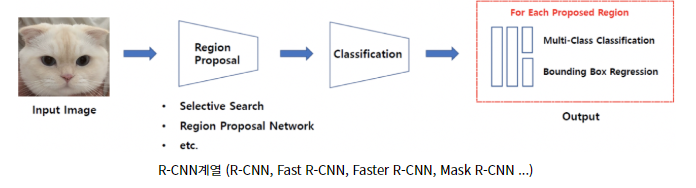 For Each Proposed Region
Region
Proposal
Classification
Multi-Class Classification
Bounding Box Regression
Input Image
• Selective Search
• Region Proposal Network
• etc.
Output
R-CNN계열 (R-CNN, Fast R-CNN, Faster R-CNN, Mask R-CNN ...)